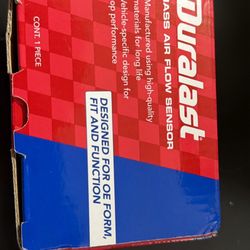 Duralast
MASS AIR FLOW SENSOR
•Manufactured using high-quality
materials for long life
•Vehicle-specific design for
top performance
DESIGNED FOR OE FORM,
FIT AND FUNCTION
CONT. 1 PIECE